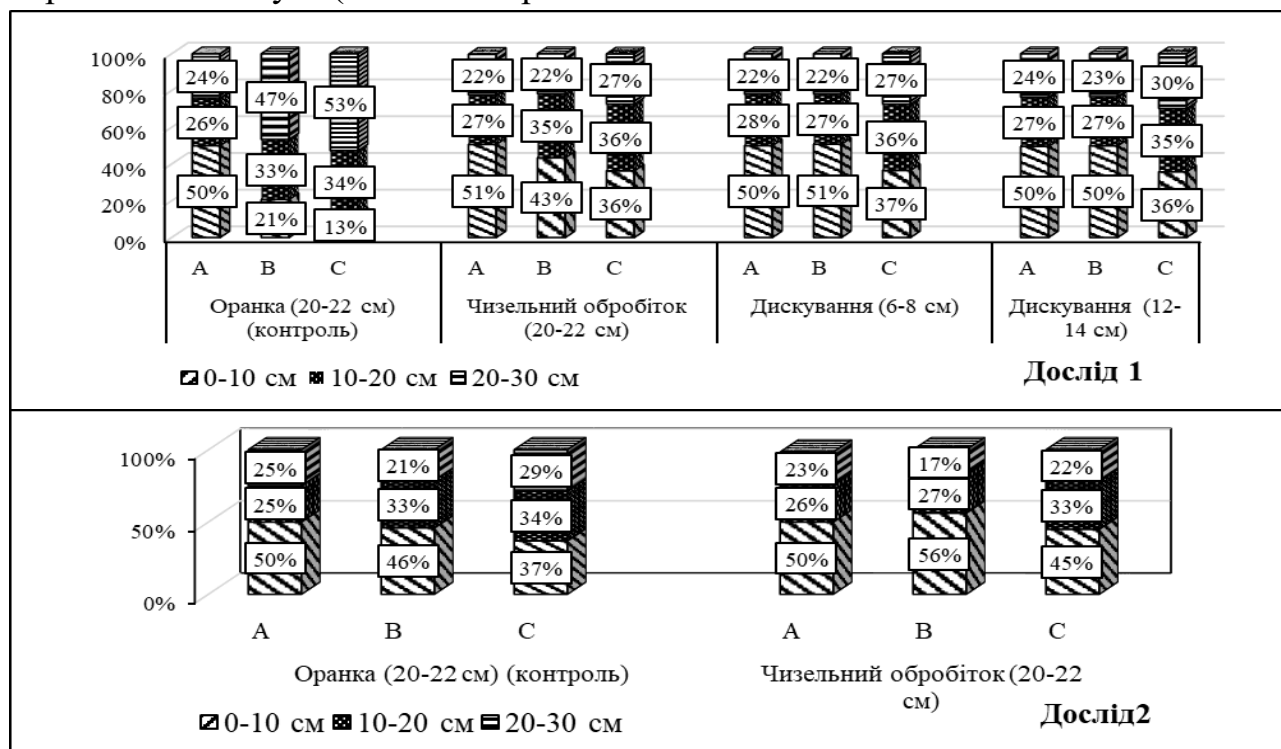 100%
80%
60%
40%
20%
0%
24% 47% 53% 22% 22% 27% 22% 22% 27% 24% 23% 30%
26% 33% 34% 27% 35% 36% 28% 27% 36% 27% 27% 35%
50% 21% 13% 51% 43% 36% 50% 51% 37% 50% 50% 36%
A B C A B C A B C A B C
Оранка (20-22 см)
(контроль)
Чизельний обробіток
(20-22 см)
Дискування (6-8 см)
Дискування (12-
14 см)
0-10 см 10-20 см 20-30 см
Дослід 1
100%
50%
0%
25% 21% 29% 23% 17% 22%
25% 33% 34% 26% 27% 33%
50% 46% 37% 50% 56% 45%
A B C A B C
Оранка (20-22 см) (контроль)
Чизельний обробіток (20-22
см)
0-10 см 10-20 см 20-30 см
Дослід2